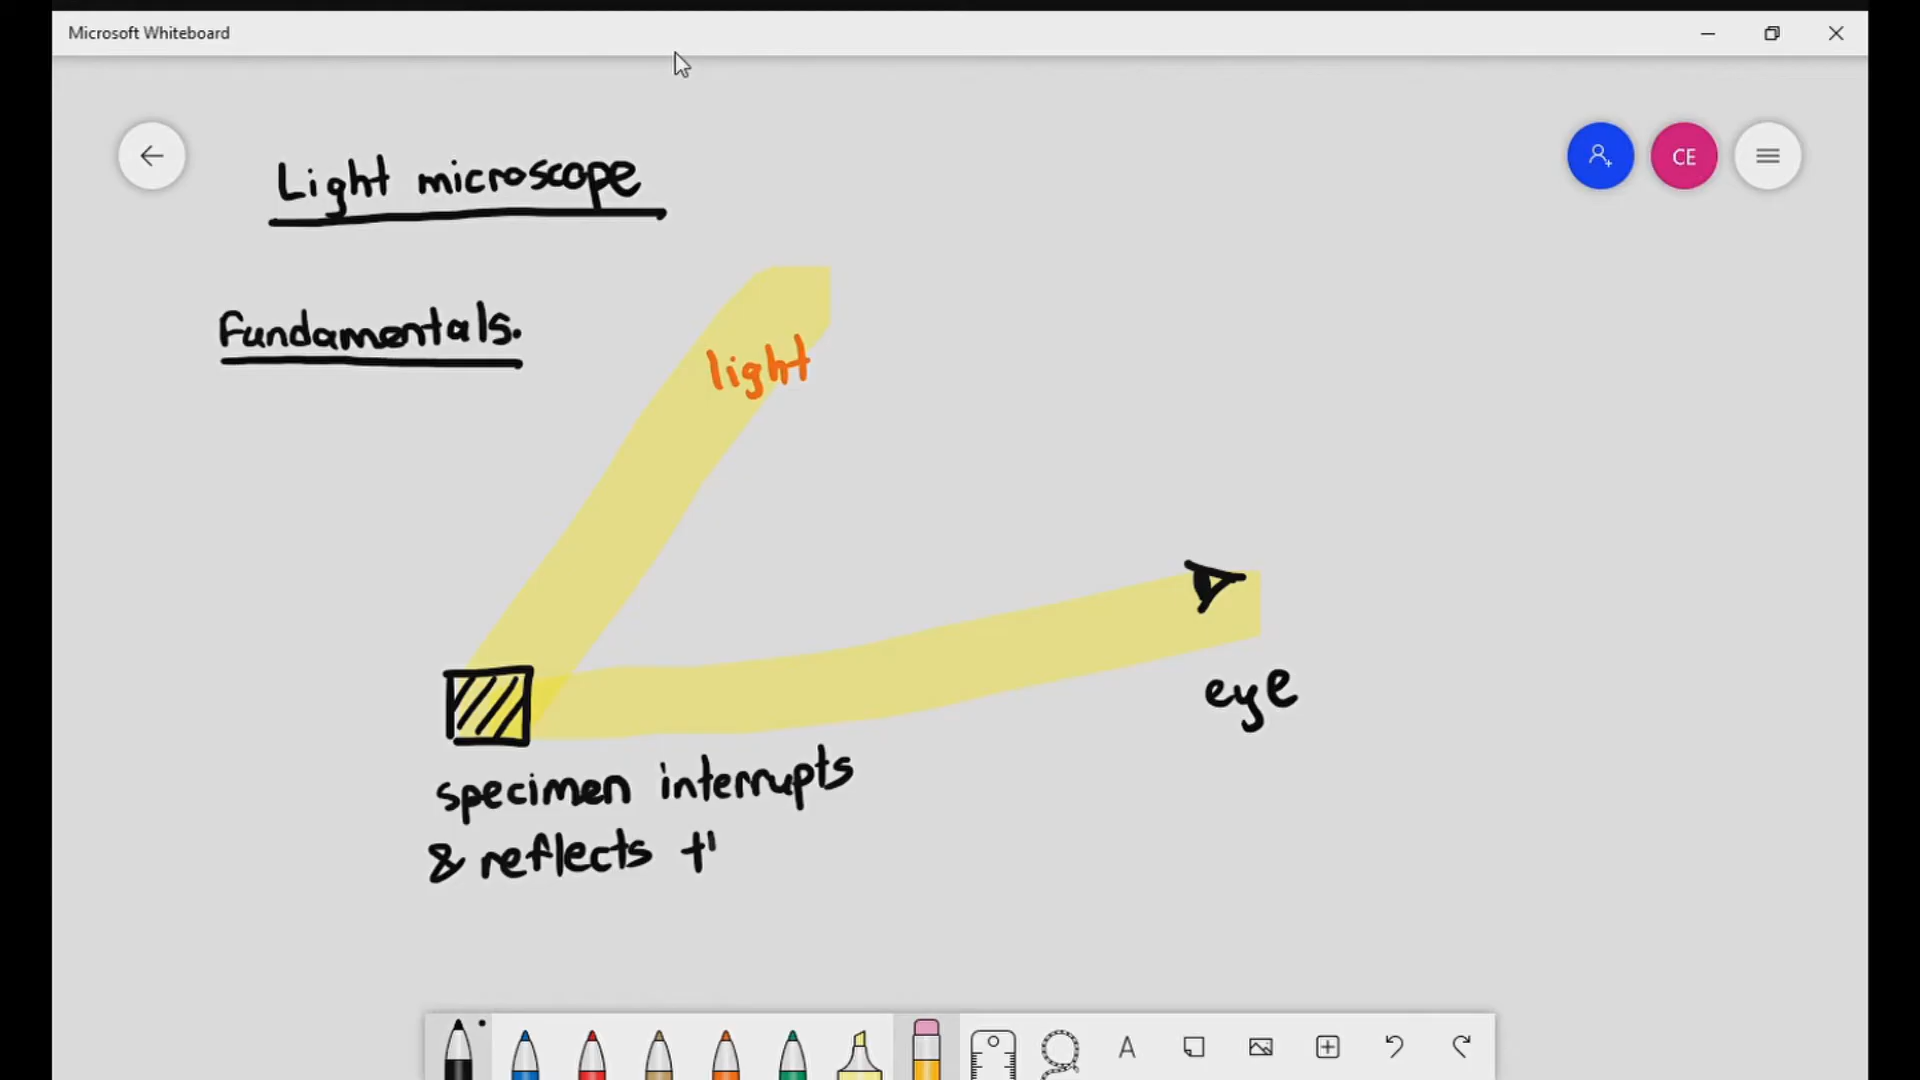 Microsoft Whiteboard
CE
Light microscope
Fundamentals.
light
eye
specimen interrupts
& reflects
A